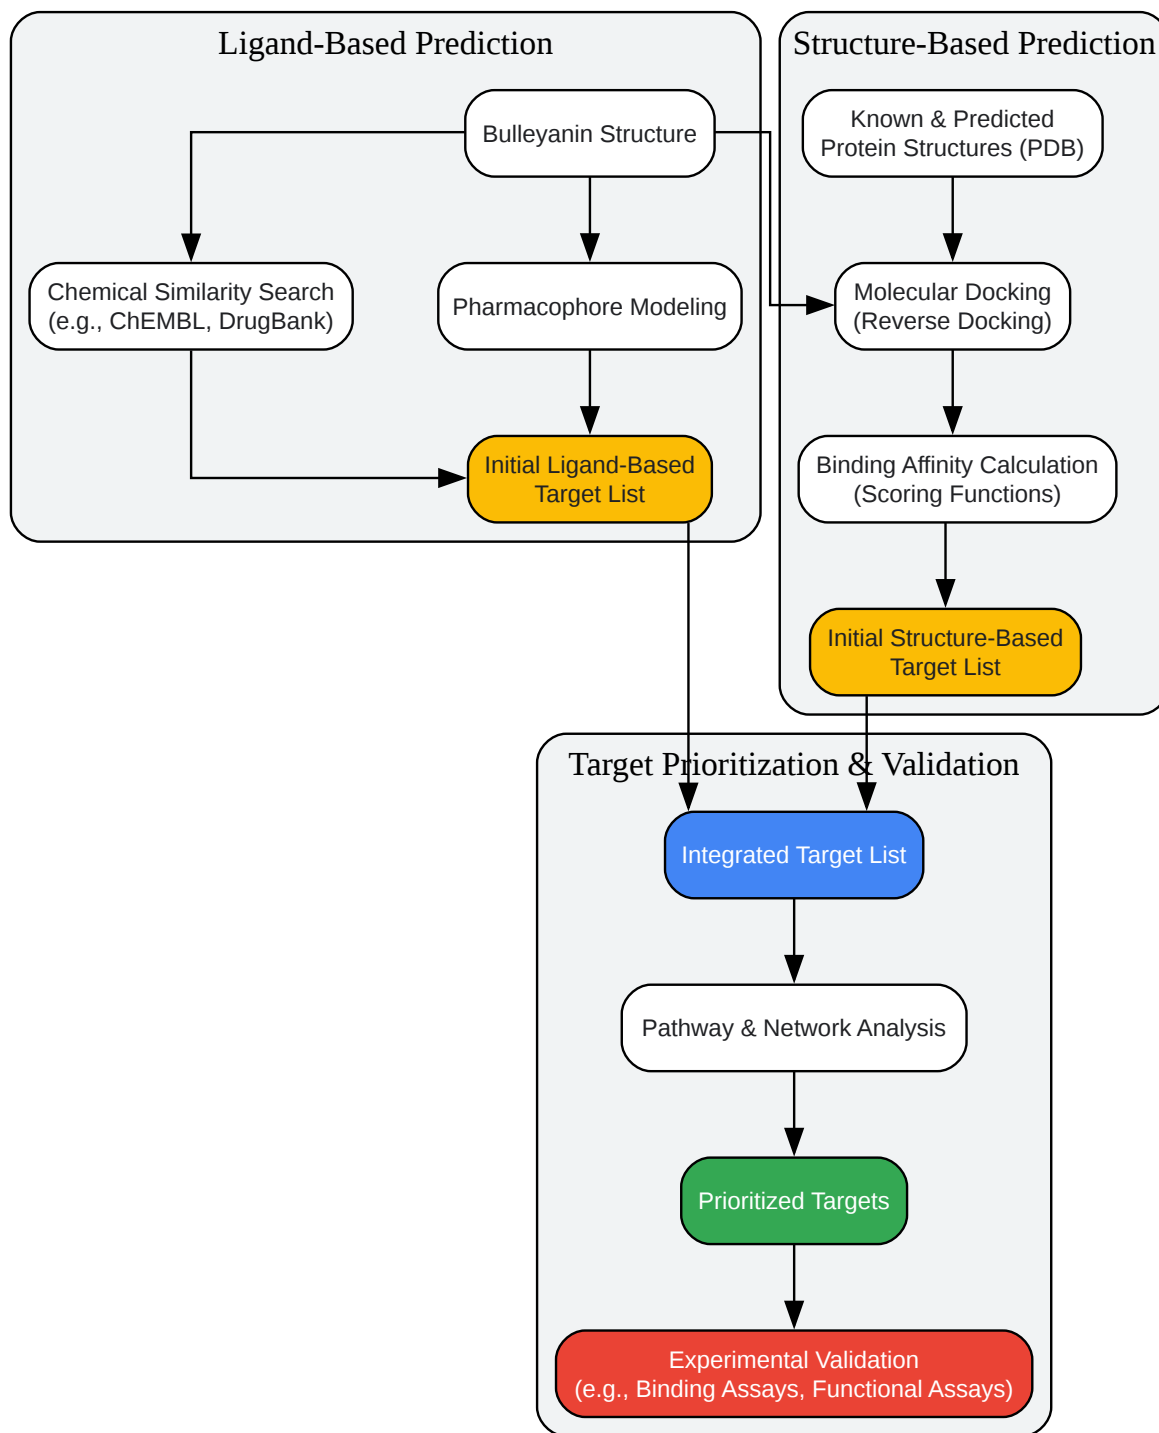 Ligand-Based Prediction
Bulleyanin Structure
Chemical Similarity Search
(e.g., ChEMBL, DrugBank)
Pharmacophore Modeling
Initial Ligand-Based
Target List
Structure-Based Prediction
Known & Predicted
Protein Structures (PDB)
Molecular Docking
(Reverse Docking)
Binding Affinity Calculation
(Scoring Functions)
Initial Structure-Based
Target List
Target Prioritization & Validation
Integrated Target List
Pathway & Network Analysis
Prioritized Targets
Experimental Validation
(e.g., Binding Assays, Functional Assays)